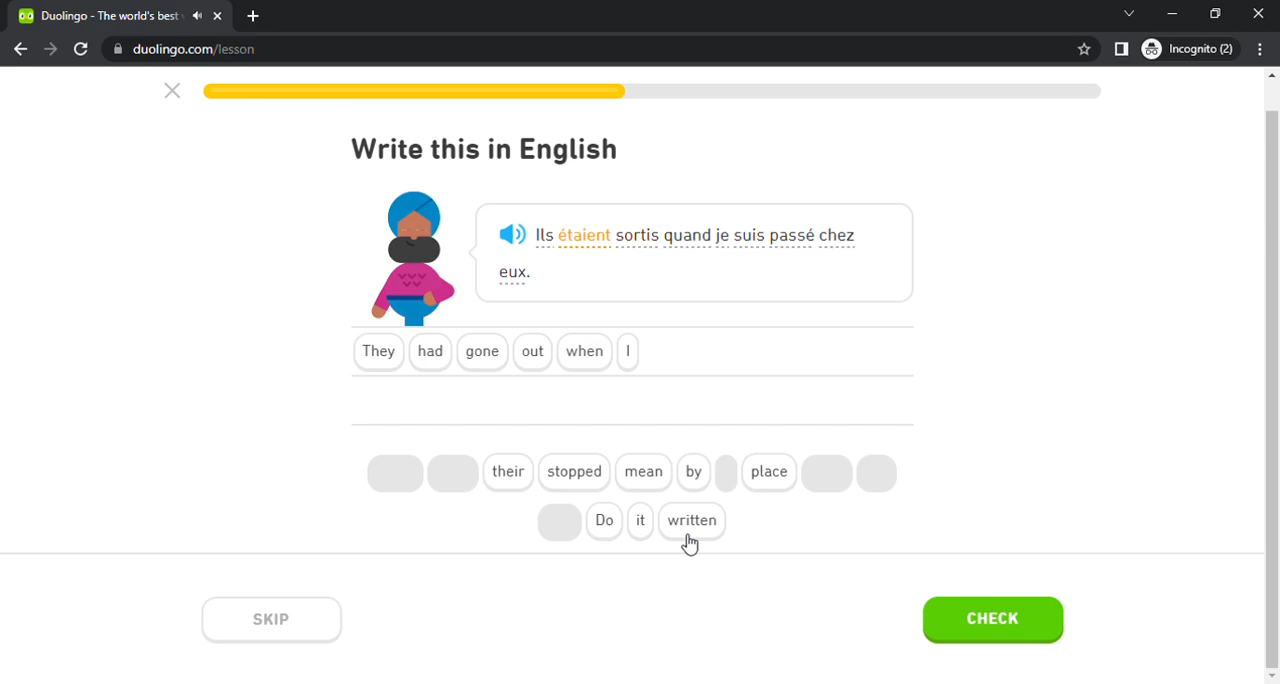 Duolingo - The world's best
duolingo.com/lesson
Incognito (2)
Write this in English
Ils étaient sortis quand je suis passé chez
eux.
They had gone out when I
their stopped mean by place
Do it written
SKIP
CHECK